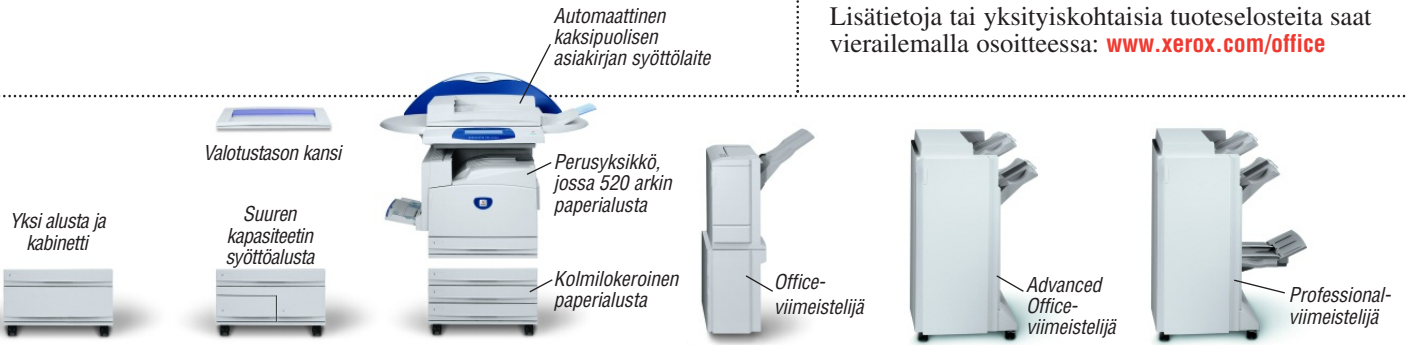 Automaattinen
kaksipuolisen
asiakirjan syöttölaite
Lisätietoja tai yksityiskohtaisia tuoteselosteita saat
vierailemalla osoitteessa: www.xerox.com/office
Valotustason kansi
Perusyksikkö,
jossa 520 arkin
paperialusta
Yksi alusta ja
kabinetti
Suuren
kapasiteetin
syöttöalusta
Kolmilokeroinen
paperialusta
Office-
viimeistelijä
Advanced
Office-
viimeistelijä
Professional-
viimeistelijä